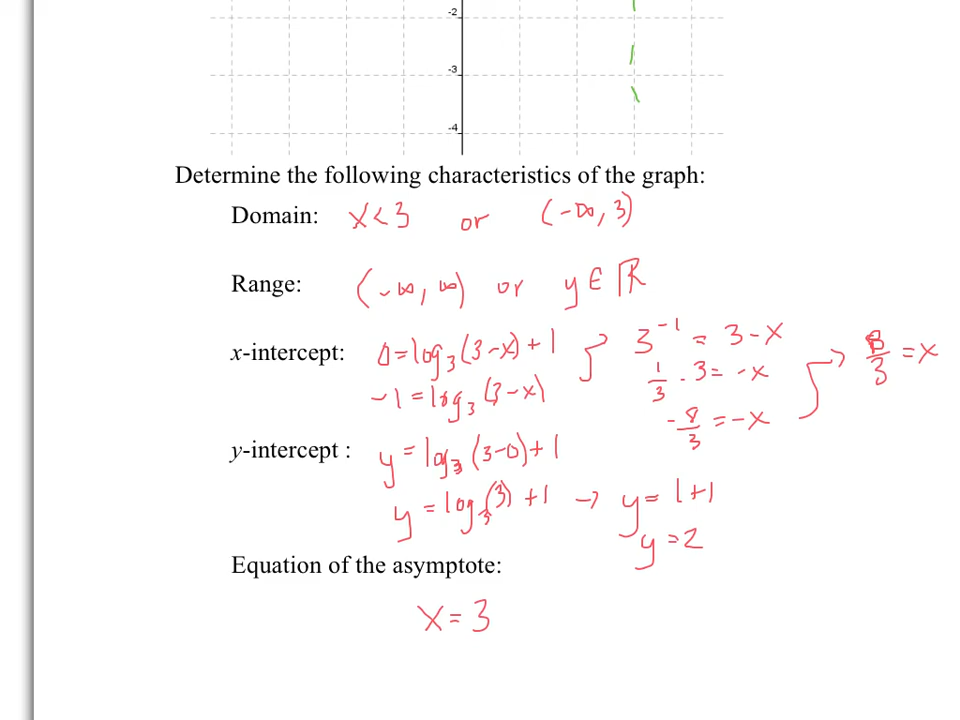 -2
-3
-4
Determine the following characteristics of the graph:
Domain: x < 3 or (-∞, 3)
Range: (-∞, ∞) or y ∈ ℝ
x-intercept: 0 = log₃(3-x) + 1
-1 = log₃(3-x)
3⁻¹ = 3 - x
1/3 - 3 = -x
-8/3 = -x
→ 8/3 = x
y-intercept : y = log₃(3-0) + 1
y = log₃(3) + 1 → y = 1+1
y = 2
Equation of the asymptote:
x = 3